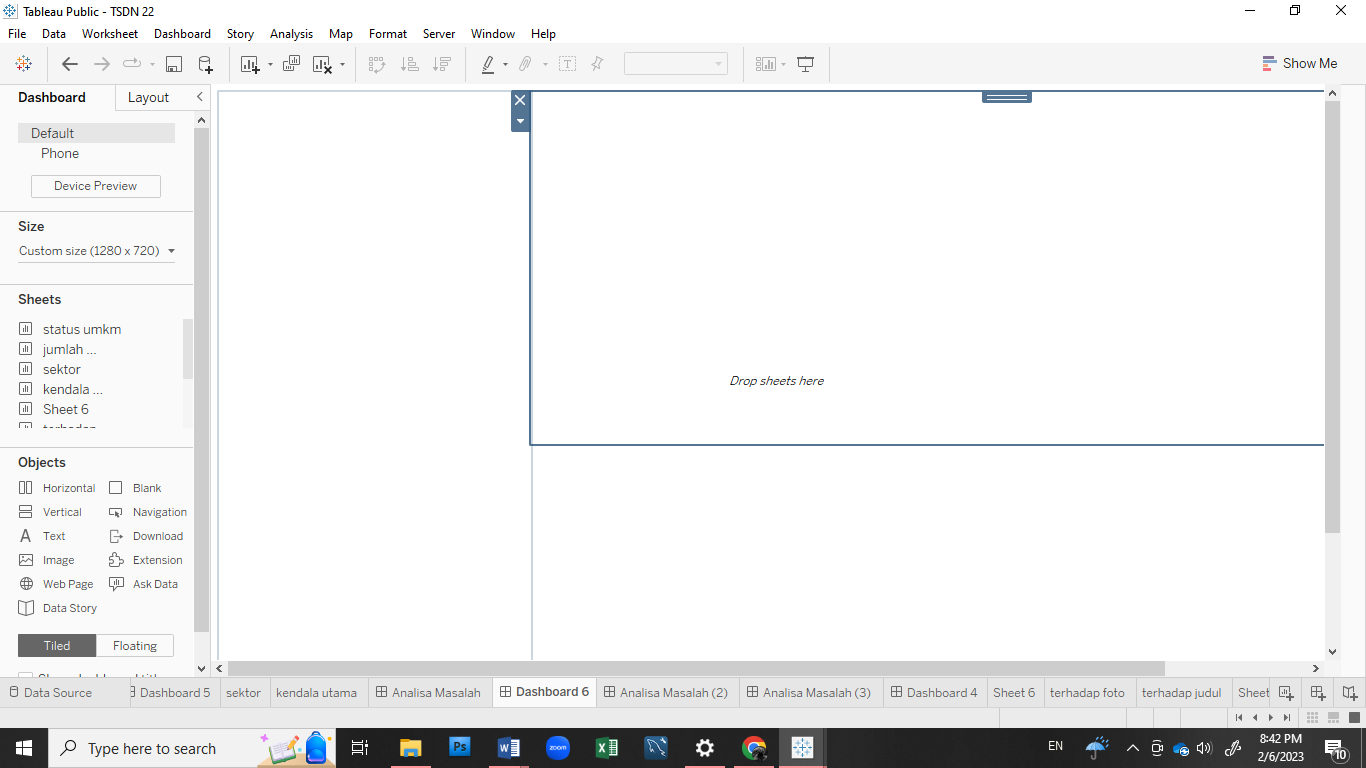 Tableau Public - TSDN 22
File Data Worksheet Dashboard Story Analysis Map Format Server Window Help
Show Me
Dashboard Layout
Default
Phone
Device Preview
Size
Custom size (1280 x 720)
Sheets
status umkm
jumlah ...
sektor
kendala ...
Sheet 6
Drop sheets here
Objects
Horizontal Blank
Vertical Navigation
Text Download
Image Extension
Web Page Ask Data
Data Story
Tiled Floating
Data Source Dashboard 5 sektor kendala utama Analisa Masalah Dashboard 6 Analisa Masalah (2) Analisa Masalah (3) Dashboard 4 Sheet 6 terhadap foto terhadap judul Sheet
Type here to search
Ps
W
zoom
X
EN
8:42 PM
2/6/2023
10